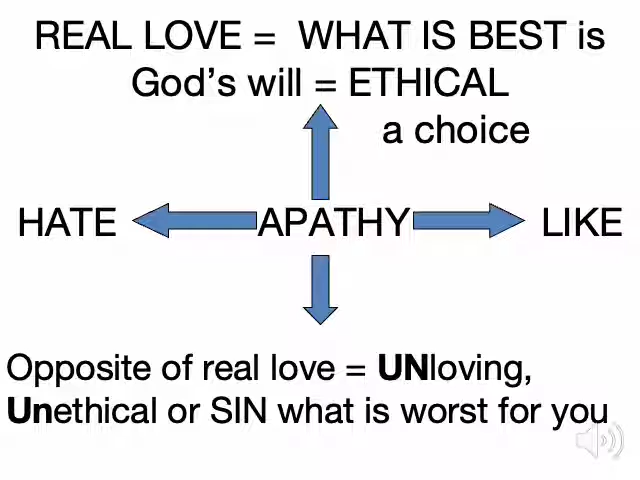 REAL LOVE = WHAT IS BEST is
God's will = ETHICAL
a choice
HATE APATHY LIKE
Opposite of real love = UNloving,
Unethical or SIN what is worst for you